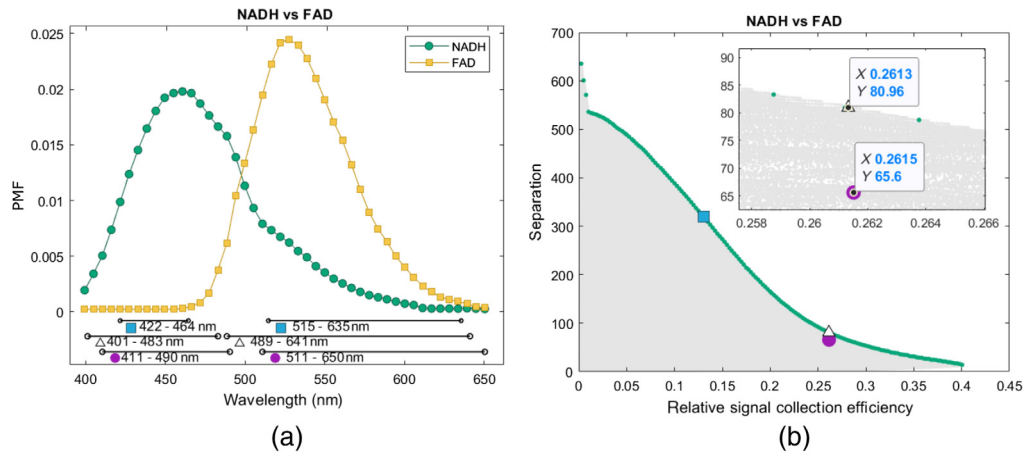 NADH vs FAD
0.025
0.02
0.015
0.01
0.005
0
PMF
NADH
FAD
422 - 464 nm
515 - 635nm
401 - 483 nm
489 - 641 nm
411 - 490 nm
511 - 650 nm
400
450
500
550
600
650
Wavelength (nm)
(a)
NADH vs FAD
700
600
500
400
300
200
100
0
Separation
90
85
80
75
70
65
X 0.2613
Y 80.96
X 0.2615
Y 65.6
0.258
0.26
0.262
0.264
0.266
0
0.05
0.1
0.15
0.2
0.25
0.3
0.35
0.4
0.45
Relative signal collection efficiency
(b)